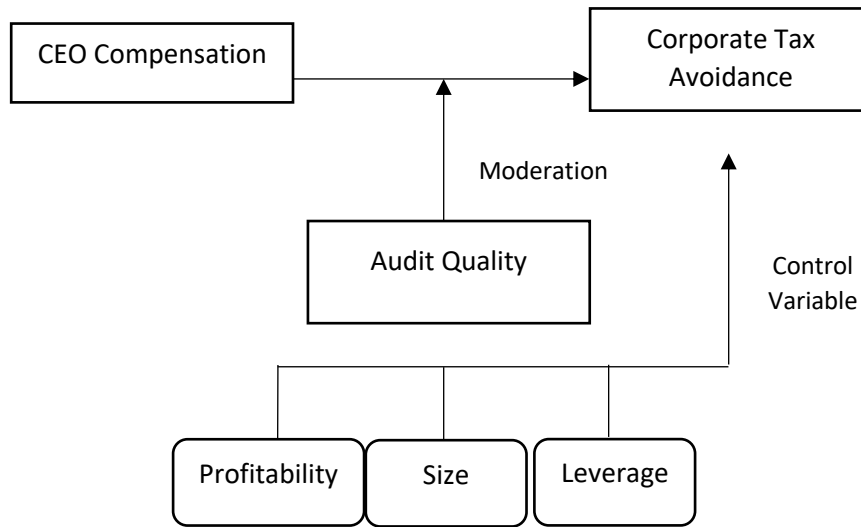 CEO Compensation
Corporate Tax
Avoidance
Moderation
Audit Quality
Control
Variable
Profitability
Size
Leverage